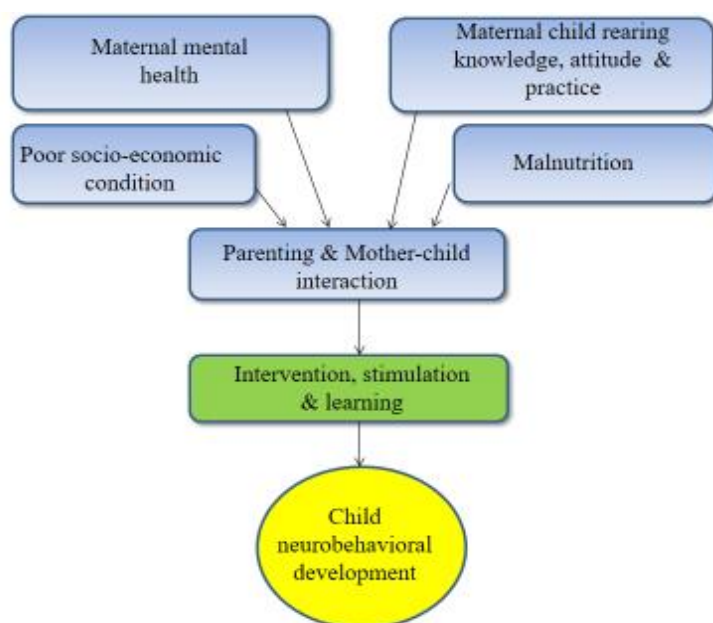 Maternal mental
health
Maternal child rearing
knowledge, attitude &
practice
Poor socio-economic
condition
Malnutrition
Parenting & Mother-child
interaction
Intervention, stimulation
& learning
Child
neurobehavioral
development